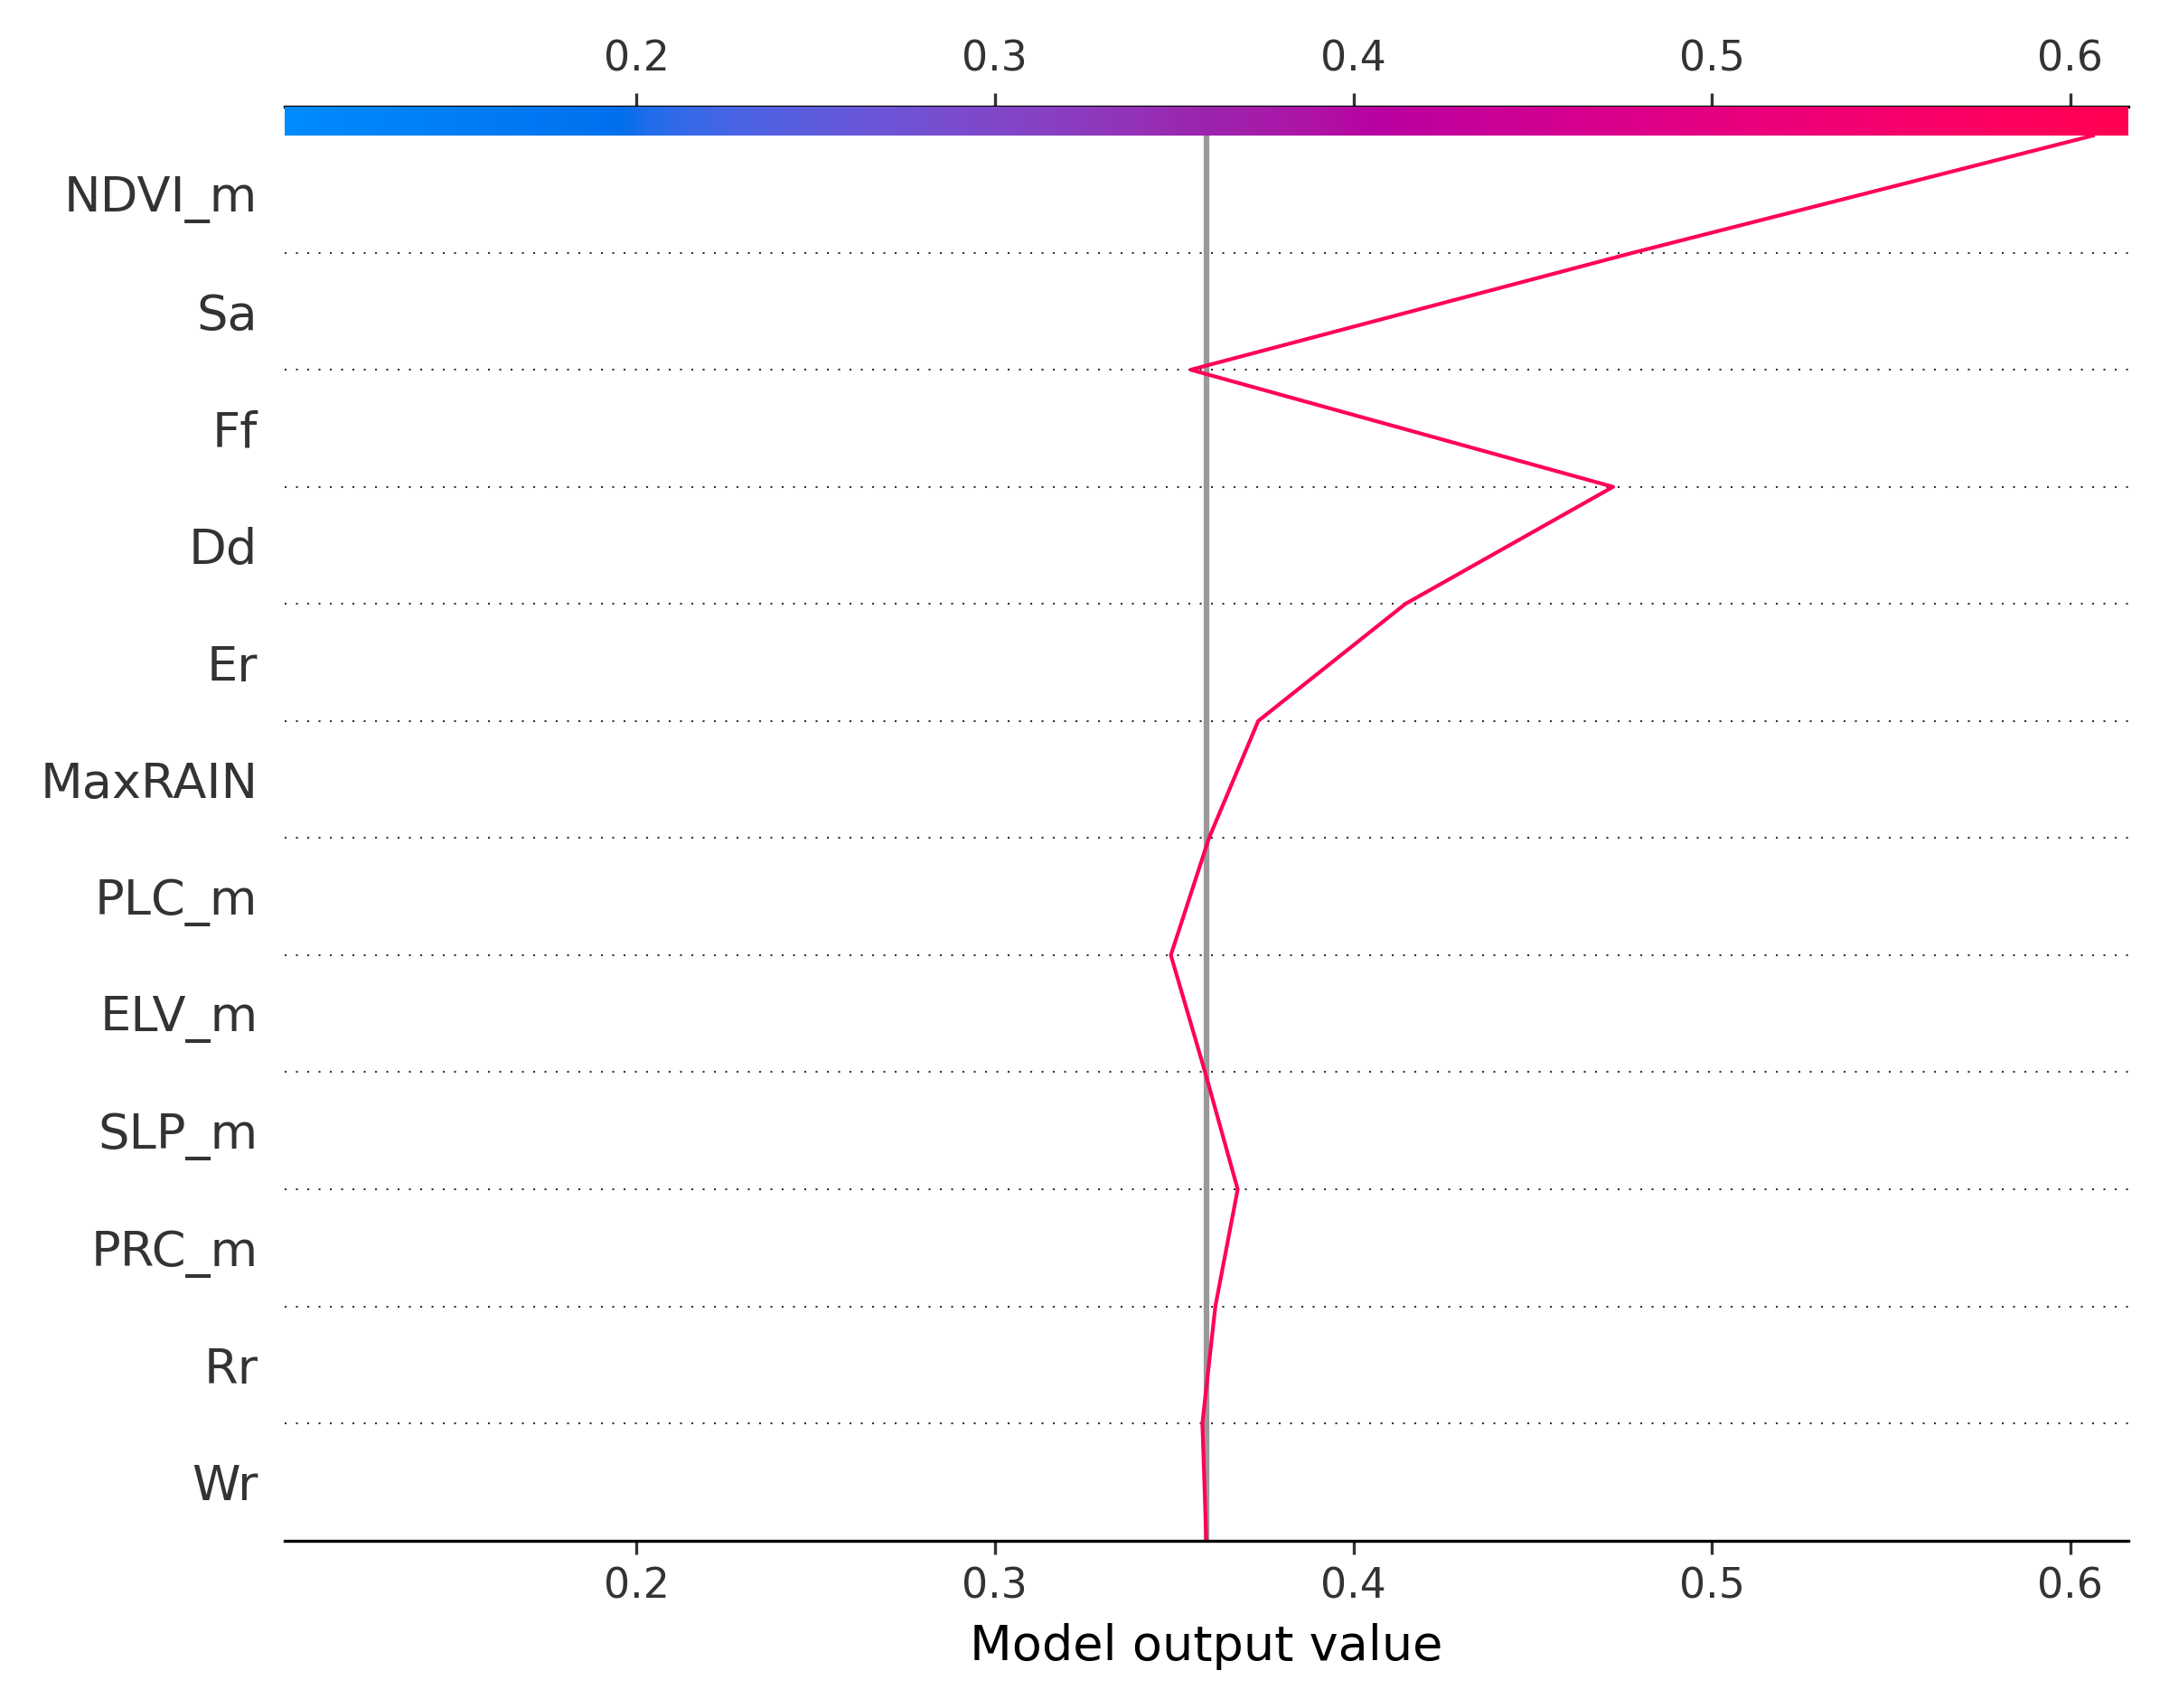 0.2 0.3 0.4 0.5 0.6
NDVI_m
Sa
Ff
Dd
Er
MaxRAIN
PLC_m
ELV_m
SLP_m
PRC_m
Rr
Wr
0.2 0.3 0.4 0.5 0.6
Model output value